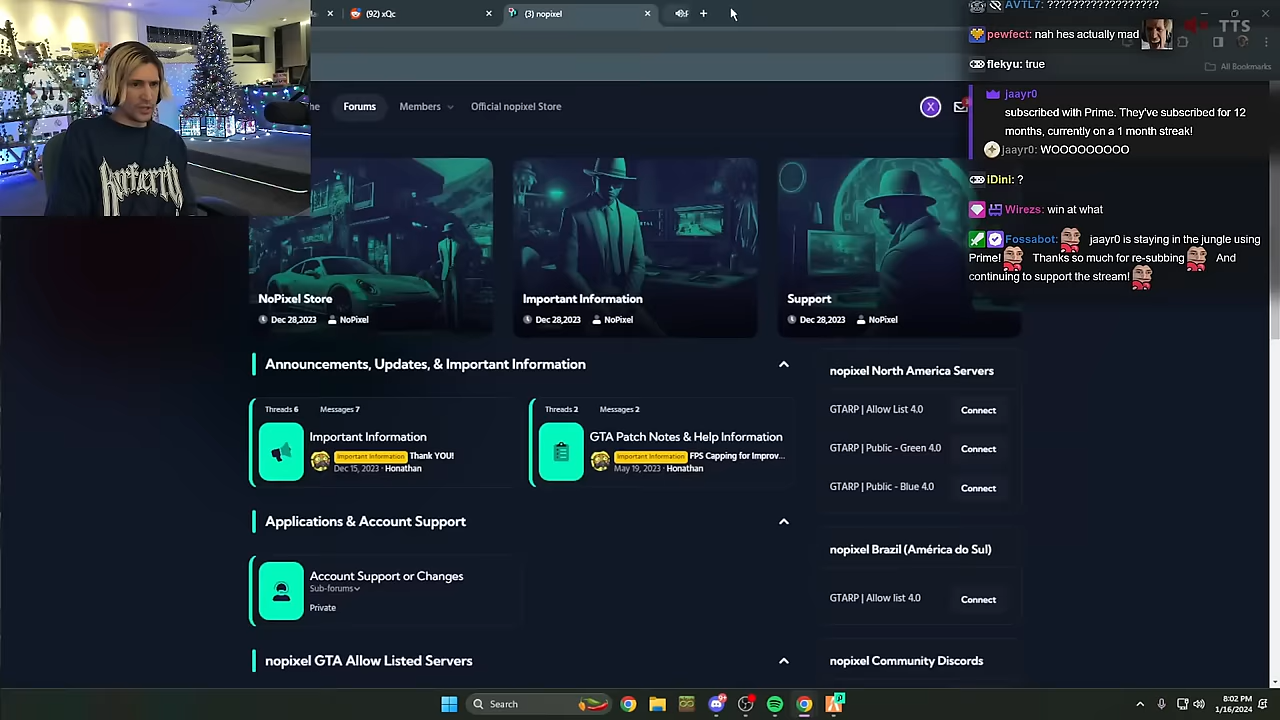 (92) xQc
(3) nopixel
All Bookmarks
Forums
Members
Official nopixel Store
X
NoPixel Store
Dec 28,2023
NoPixel
Important Information
Dec 28,2023
NoPixel
Support
Dec 28,2023
NoPixel
Announcements, Updates, & Important Information
Threads 6
Messages 7
Important Information
Important Information Thank YOU!
Dec 15, 2023 · Honathan
Threads 2
Messages 2
GTA Patch Notes & Help Information
Important Information FPS Capping for Improv...
May 19, 2023 · Honathan
Applications & Account Support
Account Support or Changes
Sub-forums
Private
nopixel GTA Allow Listed Servers
nopixel North America Servers
GTARP | Allow List 4.0
Connect
GTARP | Public - Green 4.0
Connect
GTARP | Public - Blue 4.0
Connect
nopixel Brazil (América do Sul)
GTARP | Allow list 4.0
Connect
nopixel Community Discords
AVTL7: ?????????????????
pewfect: nah hes actually mad
TTS
flekyu: true
jaayr0
subscribed with Prime. They've subscribed for 12
months, currently on a 1 month streak!
jaayr0: WOOOOOOOOO
iDini: ?
Wirezs: win at what
Fossabot: jaayr0 is staying in the jungle using
Prime! Thanks so much for re-subbing And
continuing to support the stream!
Search
8:02 PM
1/16/2024